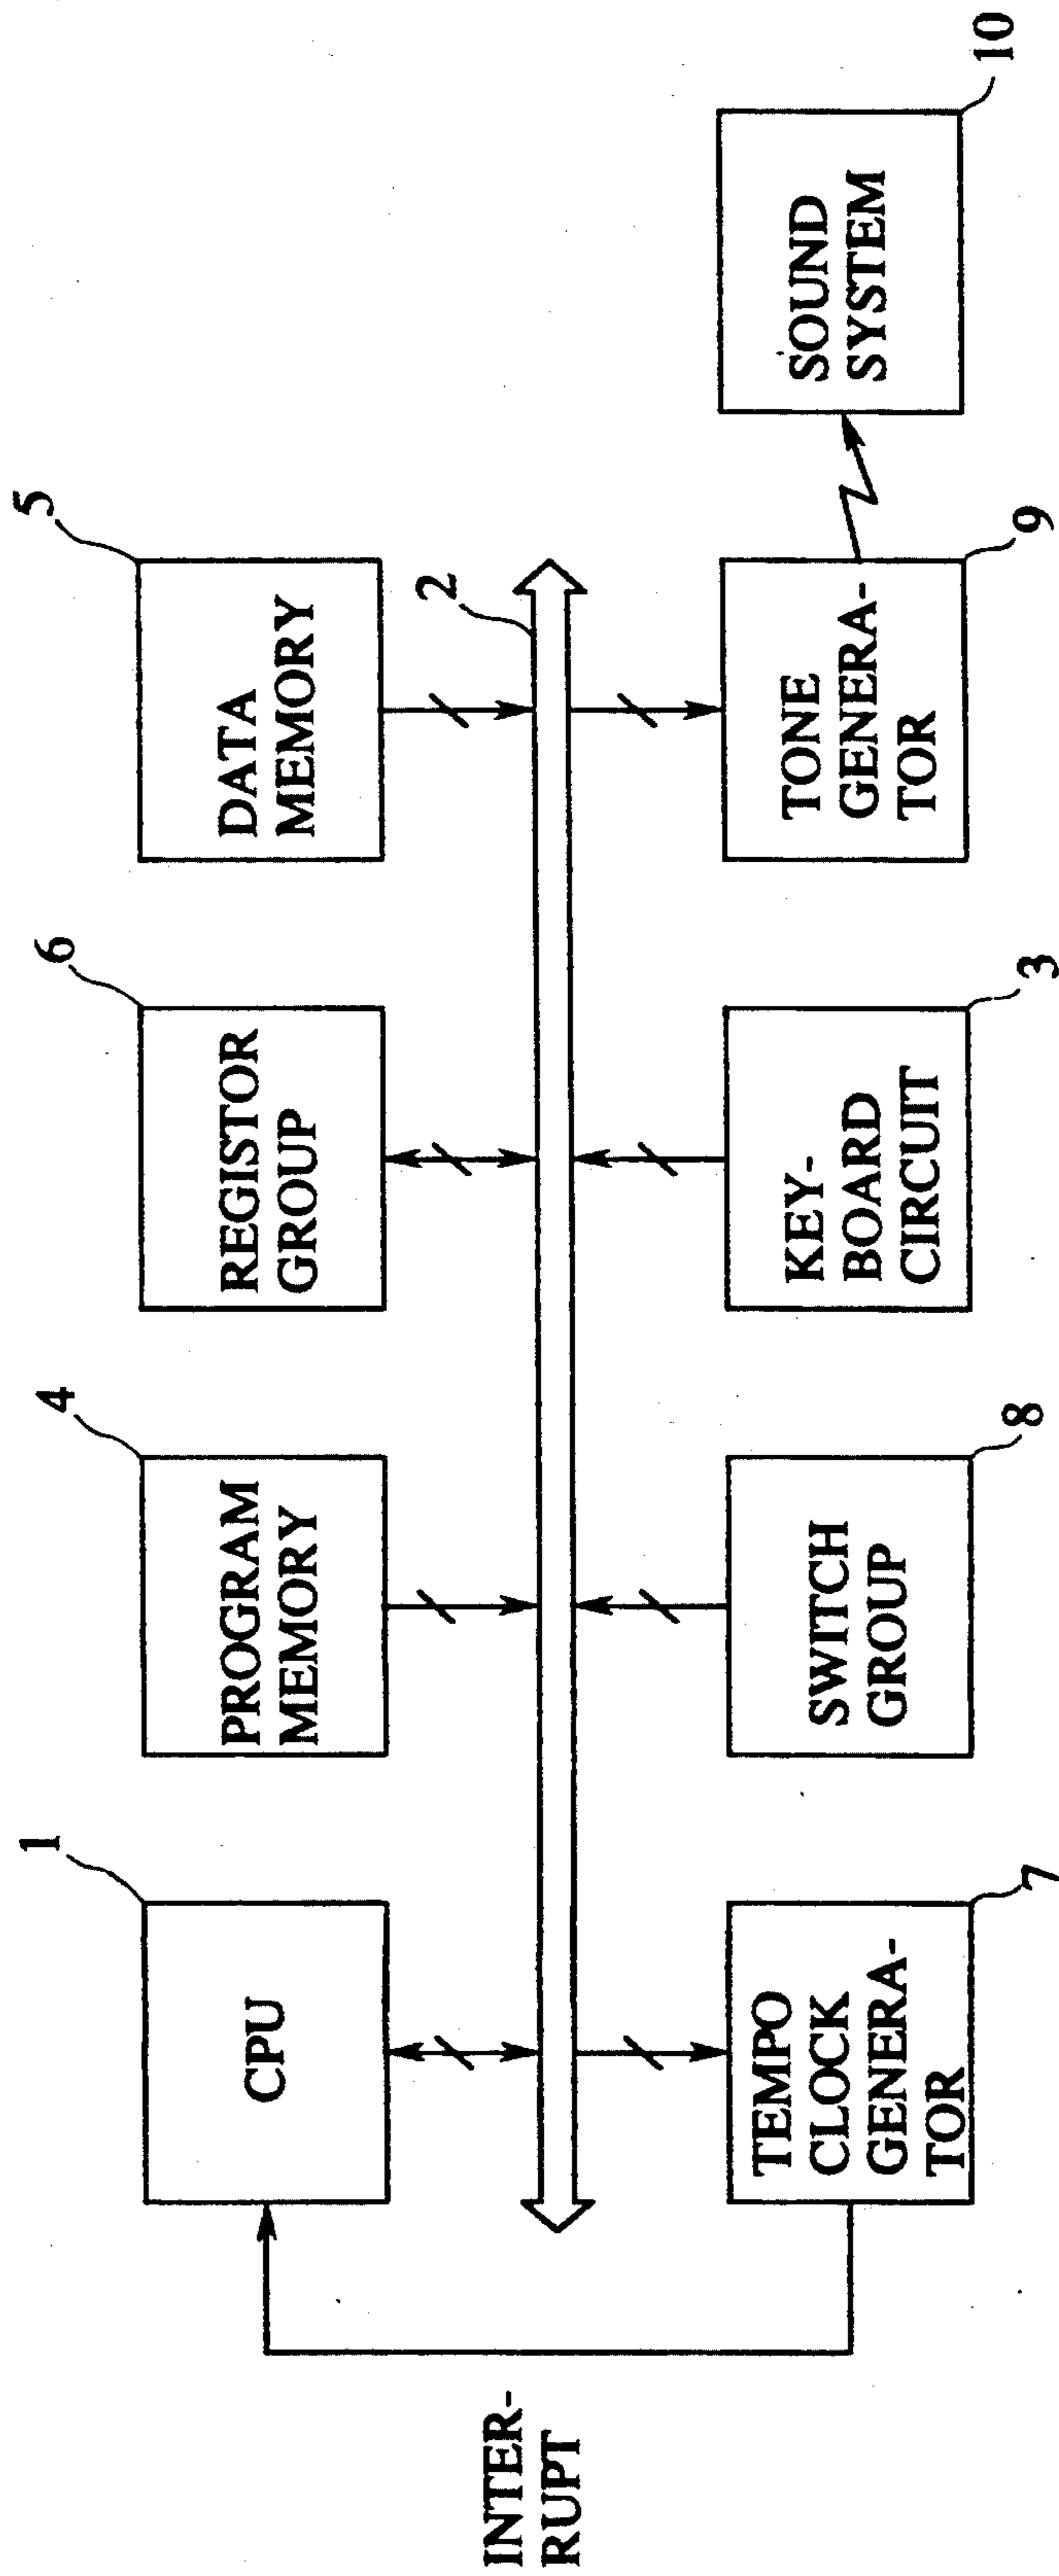 1
CPU
4
PROGRAM
MEMORY
6
REGISTOR
GROUP
5
DATA
MEMORY
2
INTER-
RUPT
TEMPO
CLOCK
GENERA-
TOR
7
SWITCH
GROUP
8
KEY-
BOARD
CIRCUIT
3
TONE
GENERA-
TOR
9
SOUND
SYSTEM
10